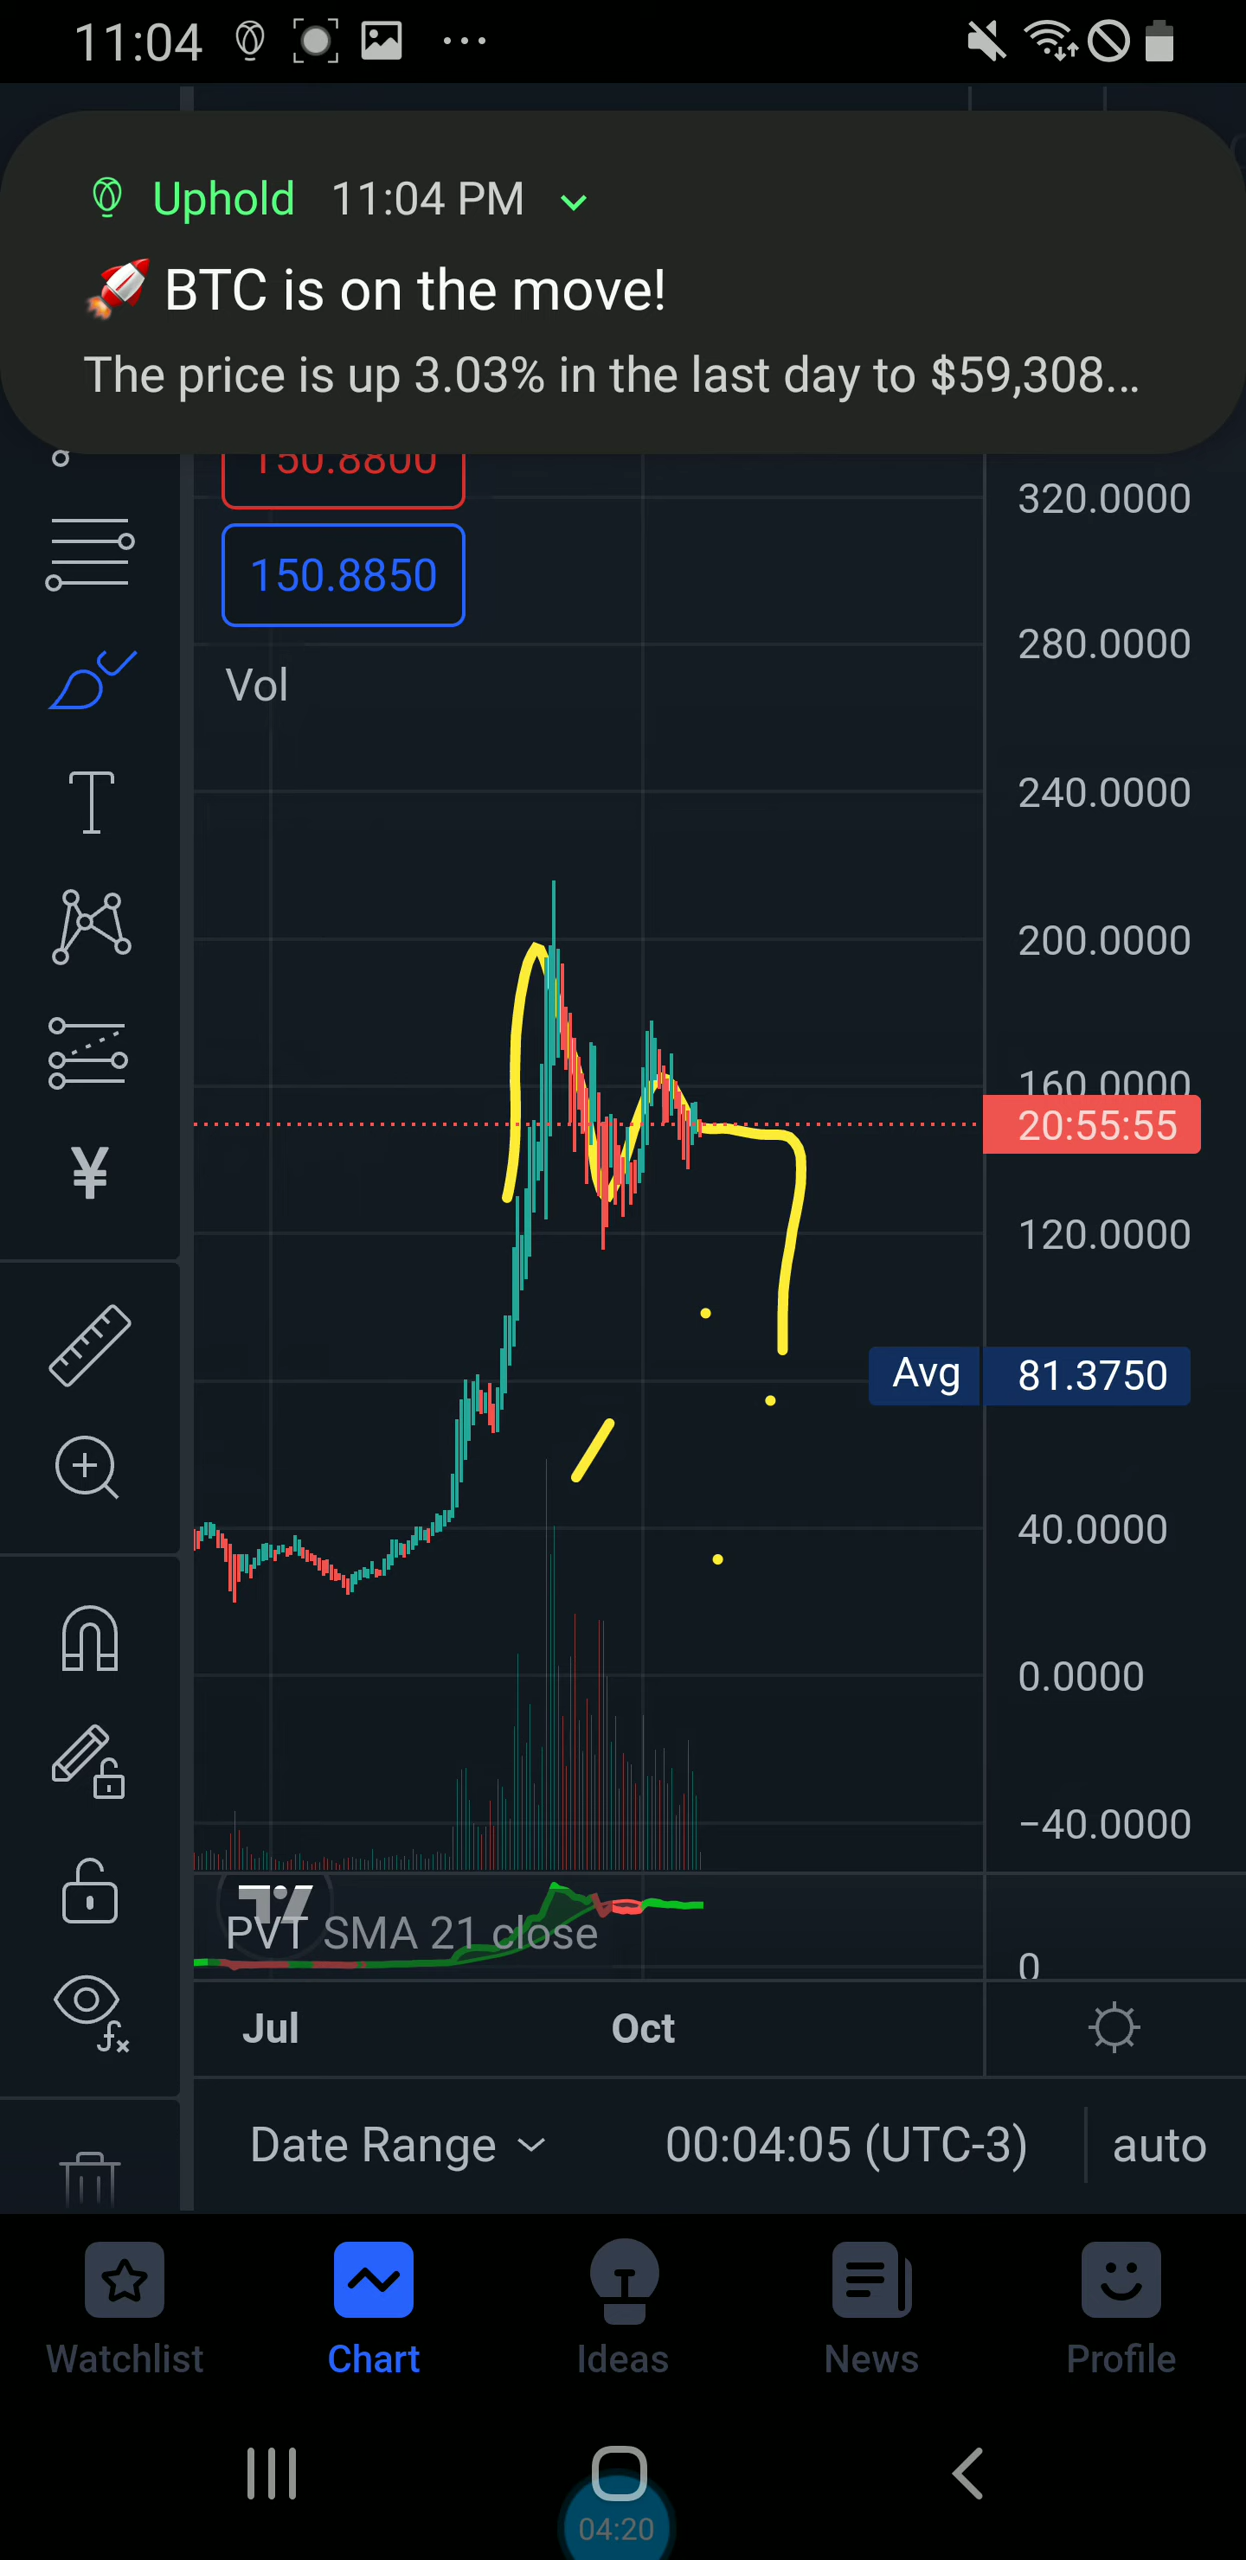 11:04
Uphold 11:04 PM
🚀 BTC is on the move!
The price is up 3.03% in the last day to $59,308...
150.8800
150.8850
Vol
320.0000
280.0000
240.0000
200.0000
160.0000
20:55:55
120.0000
Avg 81.3750
40.0000
0.0000
−40.0000
PVT SMA 21 close
0
Jul Oct
Date Range 00:04:05 (UTC-3) auto
Watchlist Chart Ideas News Profile
04:20